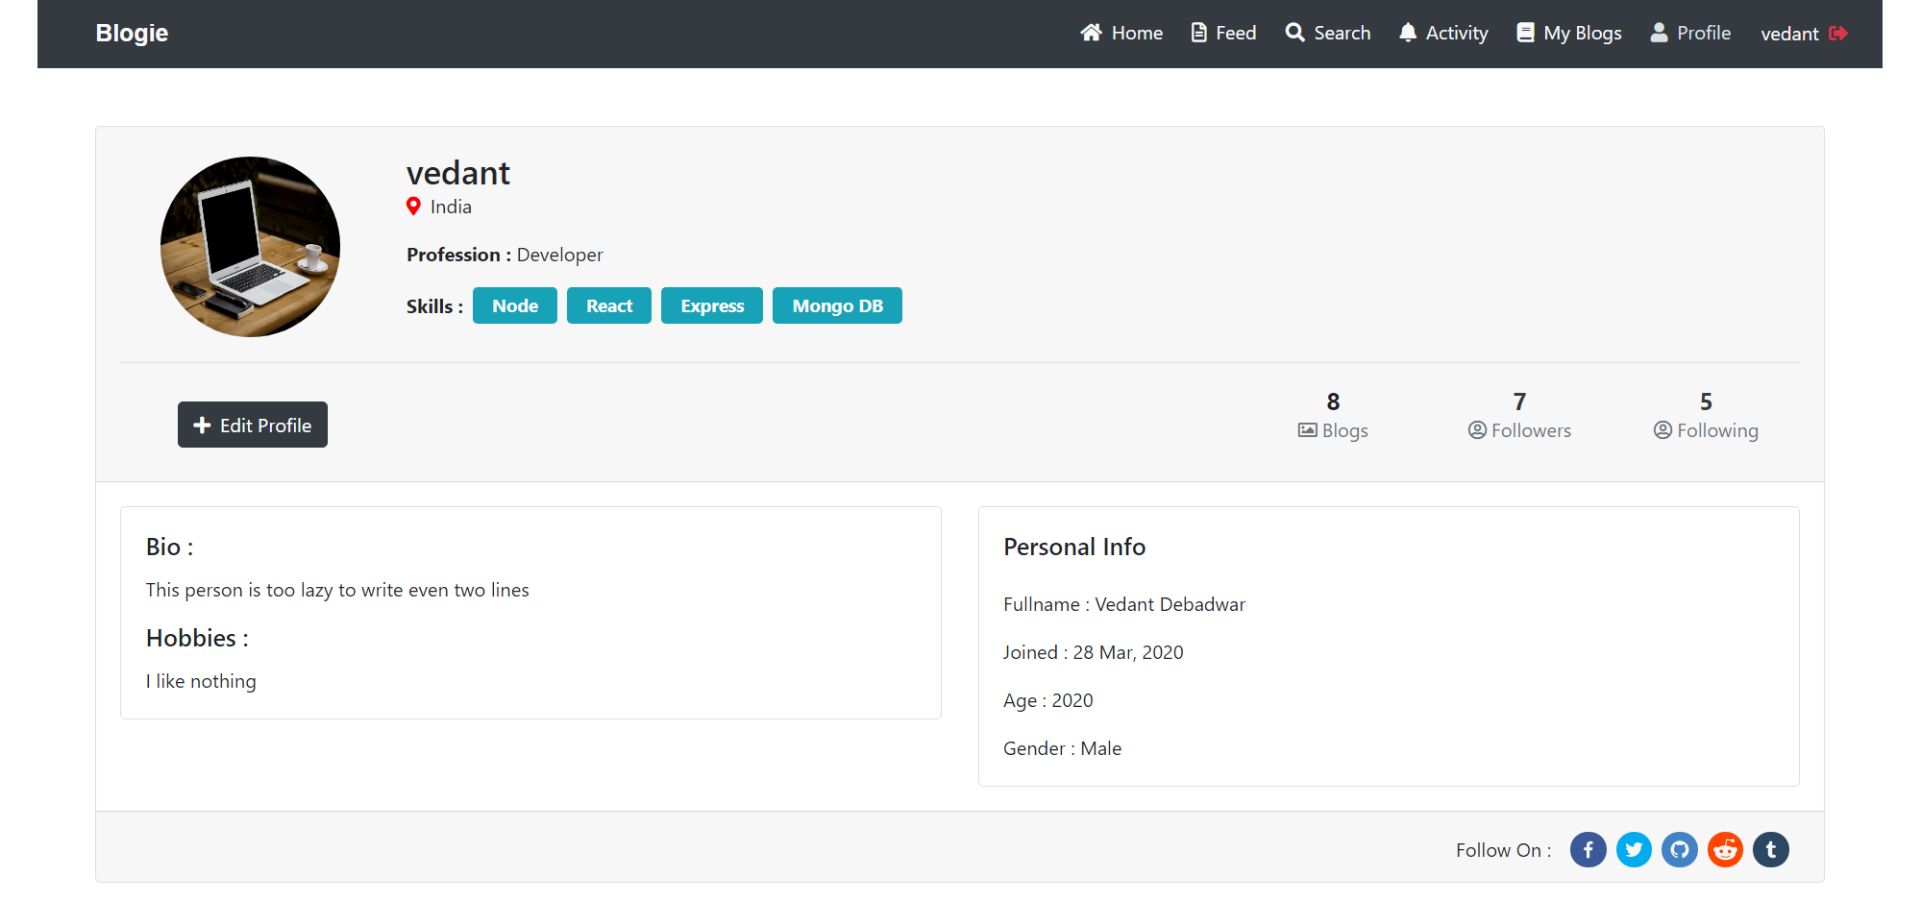 Blogie Home Feed Search Activity My Blogs Profile vedant
vedant
India
Profession : Developer
Skills : Node React Express Mongo DB
Edit Profile
8 7 5
Blogs Followers Following
Bio :
This person is too lazy to write even two lines
Hobbies :
I like nothing
Personal Info
Fullname : Vedant Debadwar
Joined : 28 Mar, 2020
Age : 2020
Gender : Male
Follow On :